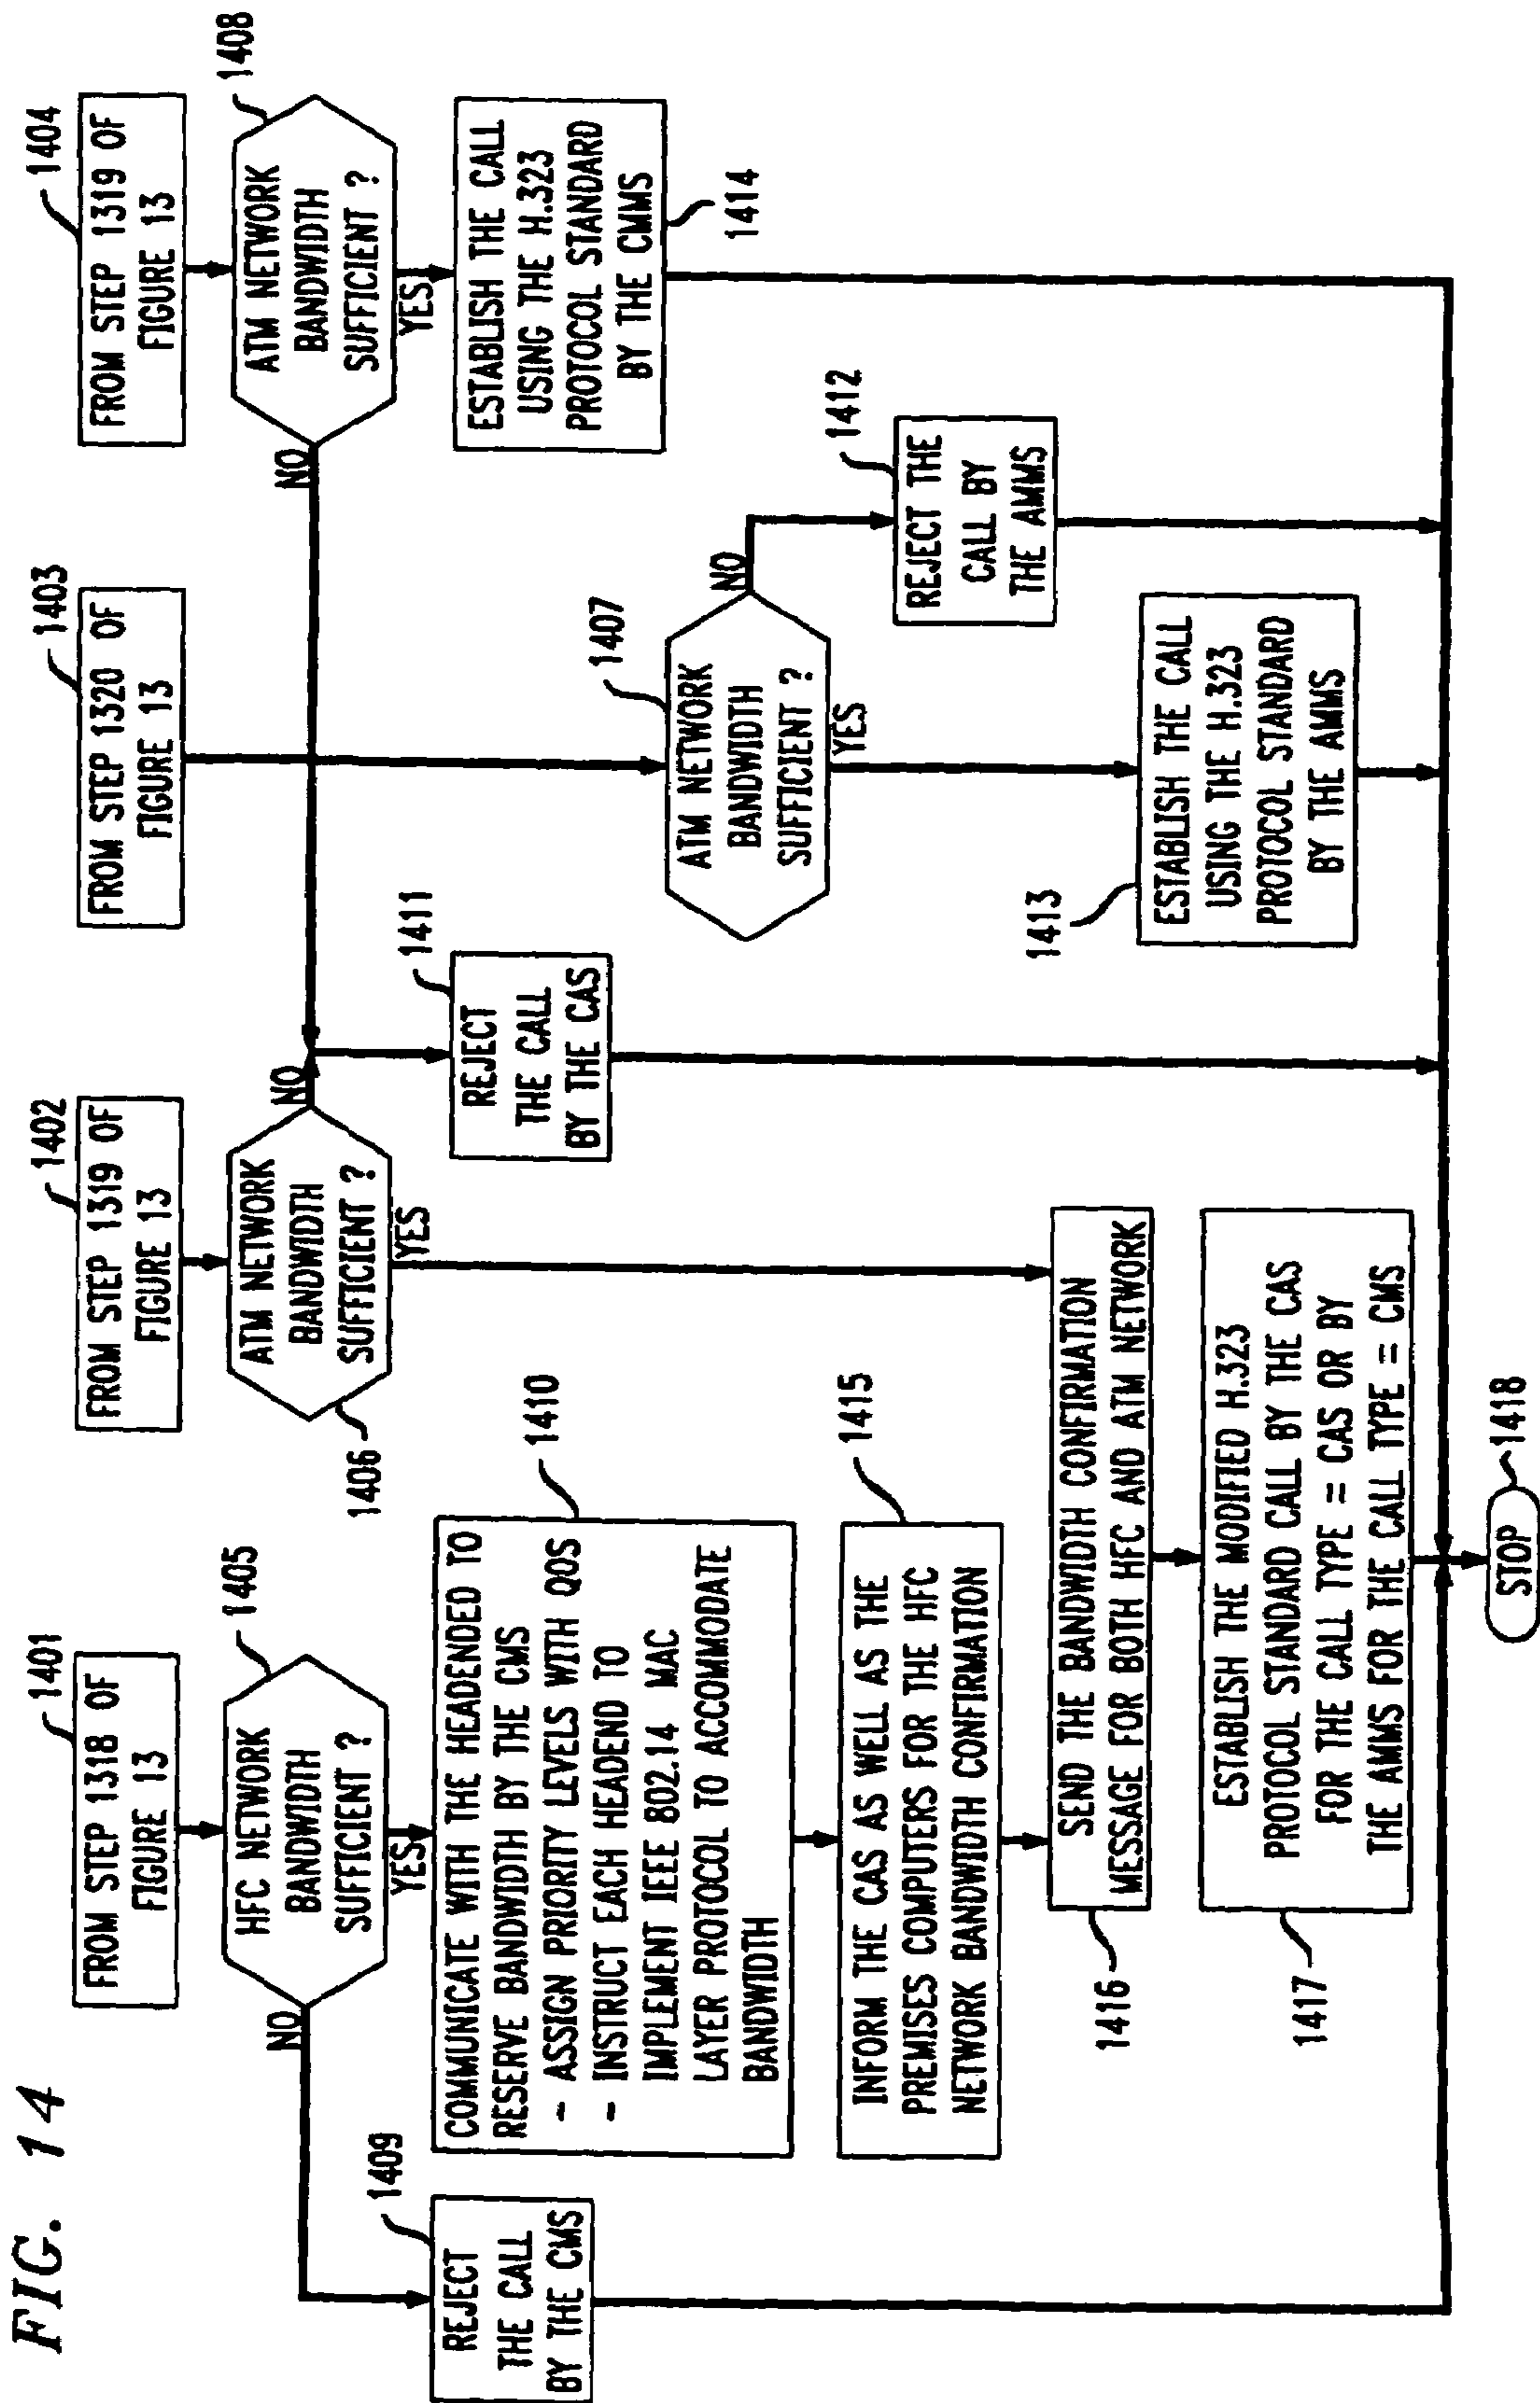 FIG. 14
1401
FROM STEP 1318 OF
FIGURE 13
1402
FROM STEP 1319 OF
FIGURE 13
1403
FROM STEP 1320 OF
FIGURE 13
1404
FROM STEP 1319 OF
FIGURE 13
HFC NETWORK
BANDWIDTH
SUFFICIENT ?
1405
NO
YES
ATM NETWORK
BANDWIDTH
SUFFICIENT ?
1406
NO
YES
ATM NETWORK
BANDWIDTH
SUFFICIENT ?
1408
NO
YES
1409
REJECT
THE CALL
BY THE CMS
COMMUNICATE WITH THE HEADENDED TO
RESERVE BANDWIDTH BY THE CMS
- ASSIGN PRIORITY LEVELS WITH QOS
- INSTRUCT EACH HEADEND TO
IMPLEMENT IEEE 802.14 MAC
LAYER PROTOCOL TO ACCOMMODATE
BANDWIDTH
1410
1411
REJECT
THE CALL
BY THE CAS
ATM NETWORK
BANDWIDTH
SUFFICIENT ?
1407
NO
YES
ESTABLISH THE CALL
USING THE H.323
PROTOCOL STANDARD
BY THE CMMS
1414
1412
REJECT THE
CALL BY
THE AMMS
INFORM THE CAS AS WELL AS THE
PREMISES COMPUTERS FOR THE HFC
NETWORK BANDWIDTH CONFIRMATION
1415
1413
ESTABLISH THE CALL
USING THE H.323
PROTOCOL STANDARD
BY THE AMMS
SEND THE BANDWIDTH CONFIRMATION
MESSAGE FOR BOTH HFC AND ATM NETWORK
1416
ESTABLISH THE MODIFIED H.323
PROTOCOL STANDARD CALL BY THE CAS
FOR THE CALL TYPE = CAS OR BY
THE AMMS FOR THE CALL TYPE = CMS
1417
STOP
1418